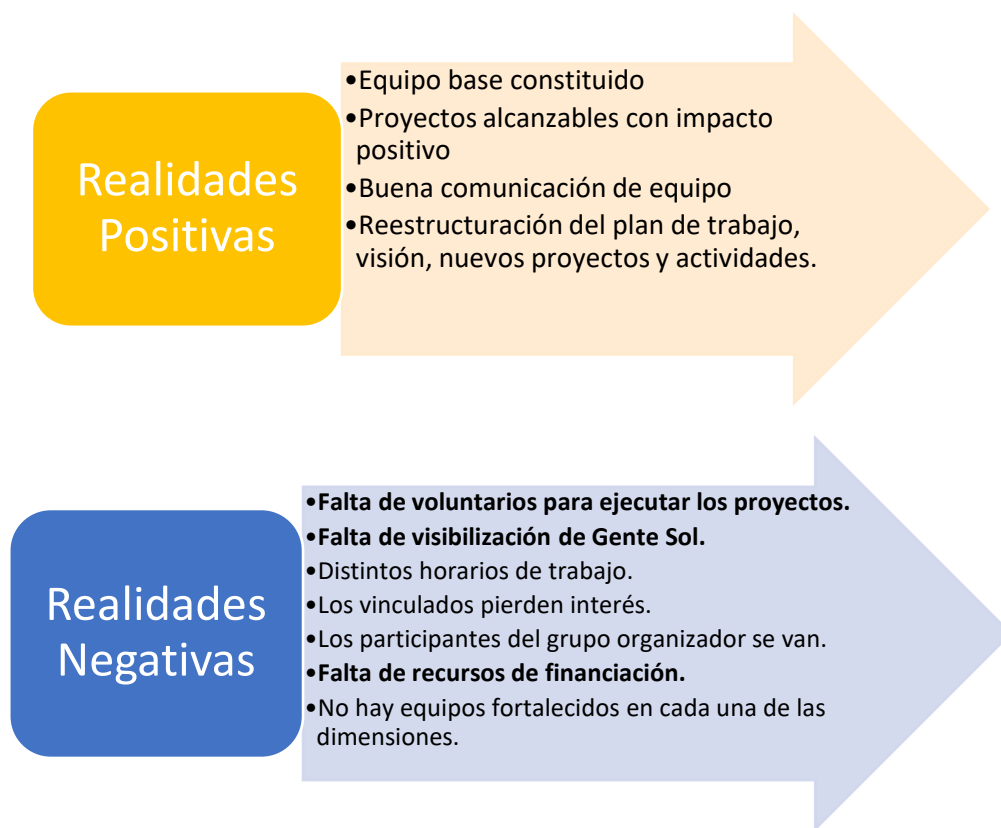 Realidades
Positivas
•Equipo base constituido
•Proyectos alcanzables con impacto
positivo
•Buena comunicación de equipo
•Reestructuración del plan de trabajo,
visión, nuevos proyectos y actividades.
Realidades
Negativas
•Falta de voluntarios para ejecutar los proyectos.
•Falta de visibilización de Gente Sol.
•Distintos horarios de trabajo.
•Los vinculados pierden interés.
•Los participantes del grupo organizador se van.
•Falta de recursos de financiación.
•No hay equipos fortalecidos en cada una de las
dimensiones.